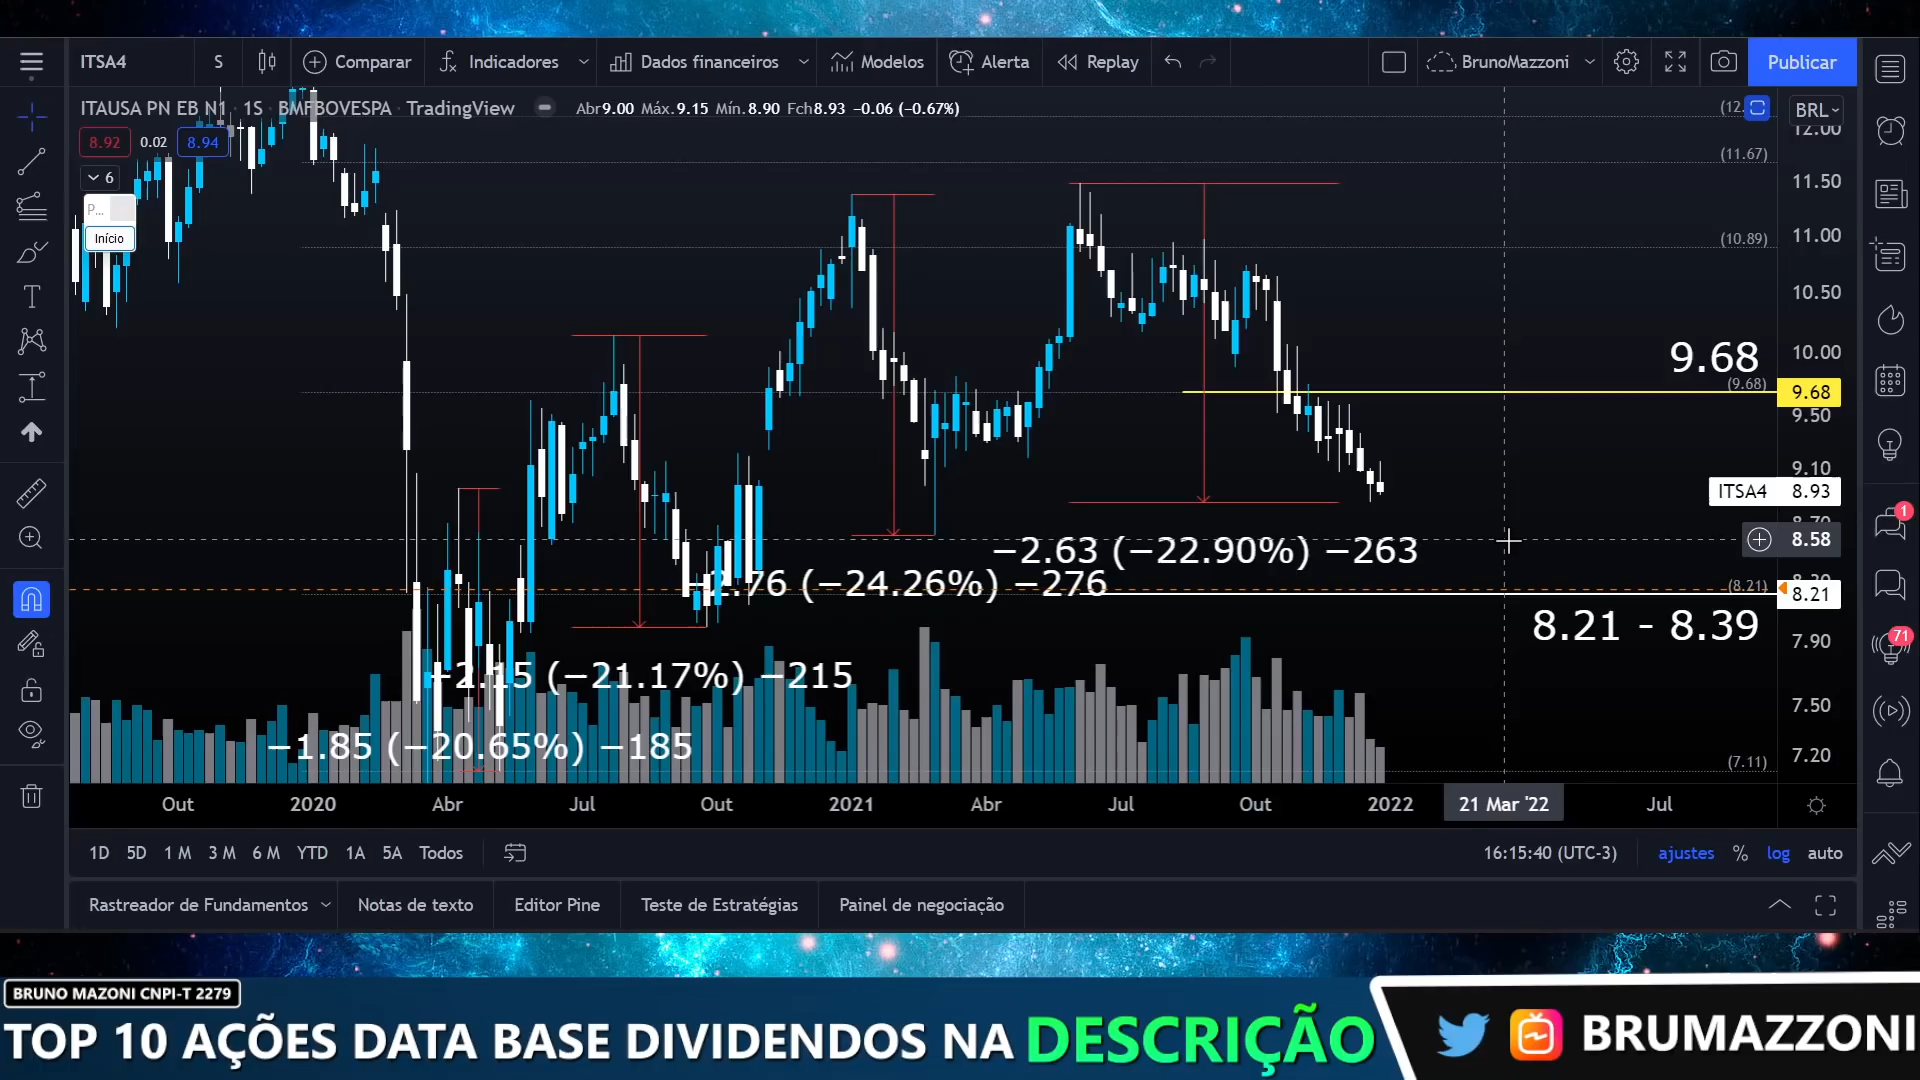 ITSA4 S Comparar Indicadores Dados financeiros Modelos Alerta Replay BrunoMazzoni Publicar
ITAUSA PN EB N1 · 1S · BMFBOVESPA · TradingView Abr9.00 Máx.9.15 Mín.8.90 Fch8.93 −0.06 (−0.67%)
BRL
8.92 0.02 8.94
6
P...
Início
12.00
(11.67)
11.50
11.00
(10.89)
10.50
10.00
9.68
(9.68)
9.68
9.50
9.10
ITSA4 8.93
8.58
(8.21)
8.21
8.21 - 8.39
7.90
7.50
7.20
(7.11)
−2.63 (−22.90%) −263
−2.76 (−24.26%) −276
−2.15 (−21.17%) −215
−1.85 (−20.65%) −185
Out 2020 Abr Jul Out 2021 Abr Jul Out 2022 21 Mar '22 Jul
1D 5D 1 M 3 M 6 M YTD 1A 5A Todos 16:15:40 (UTC-3) ajustes % log auto
Rastreador de Fundamentos Notas de texto Editor Pine Teste de Estratégias Painel de negociação
1
71
BRUNO MAZONI CNPI-T 2279
TOP 10 AÇÕES DATA BASE DIVIDENDOS NA DESCRIÇÃO
BRUMAZZONI